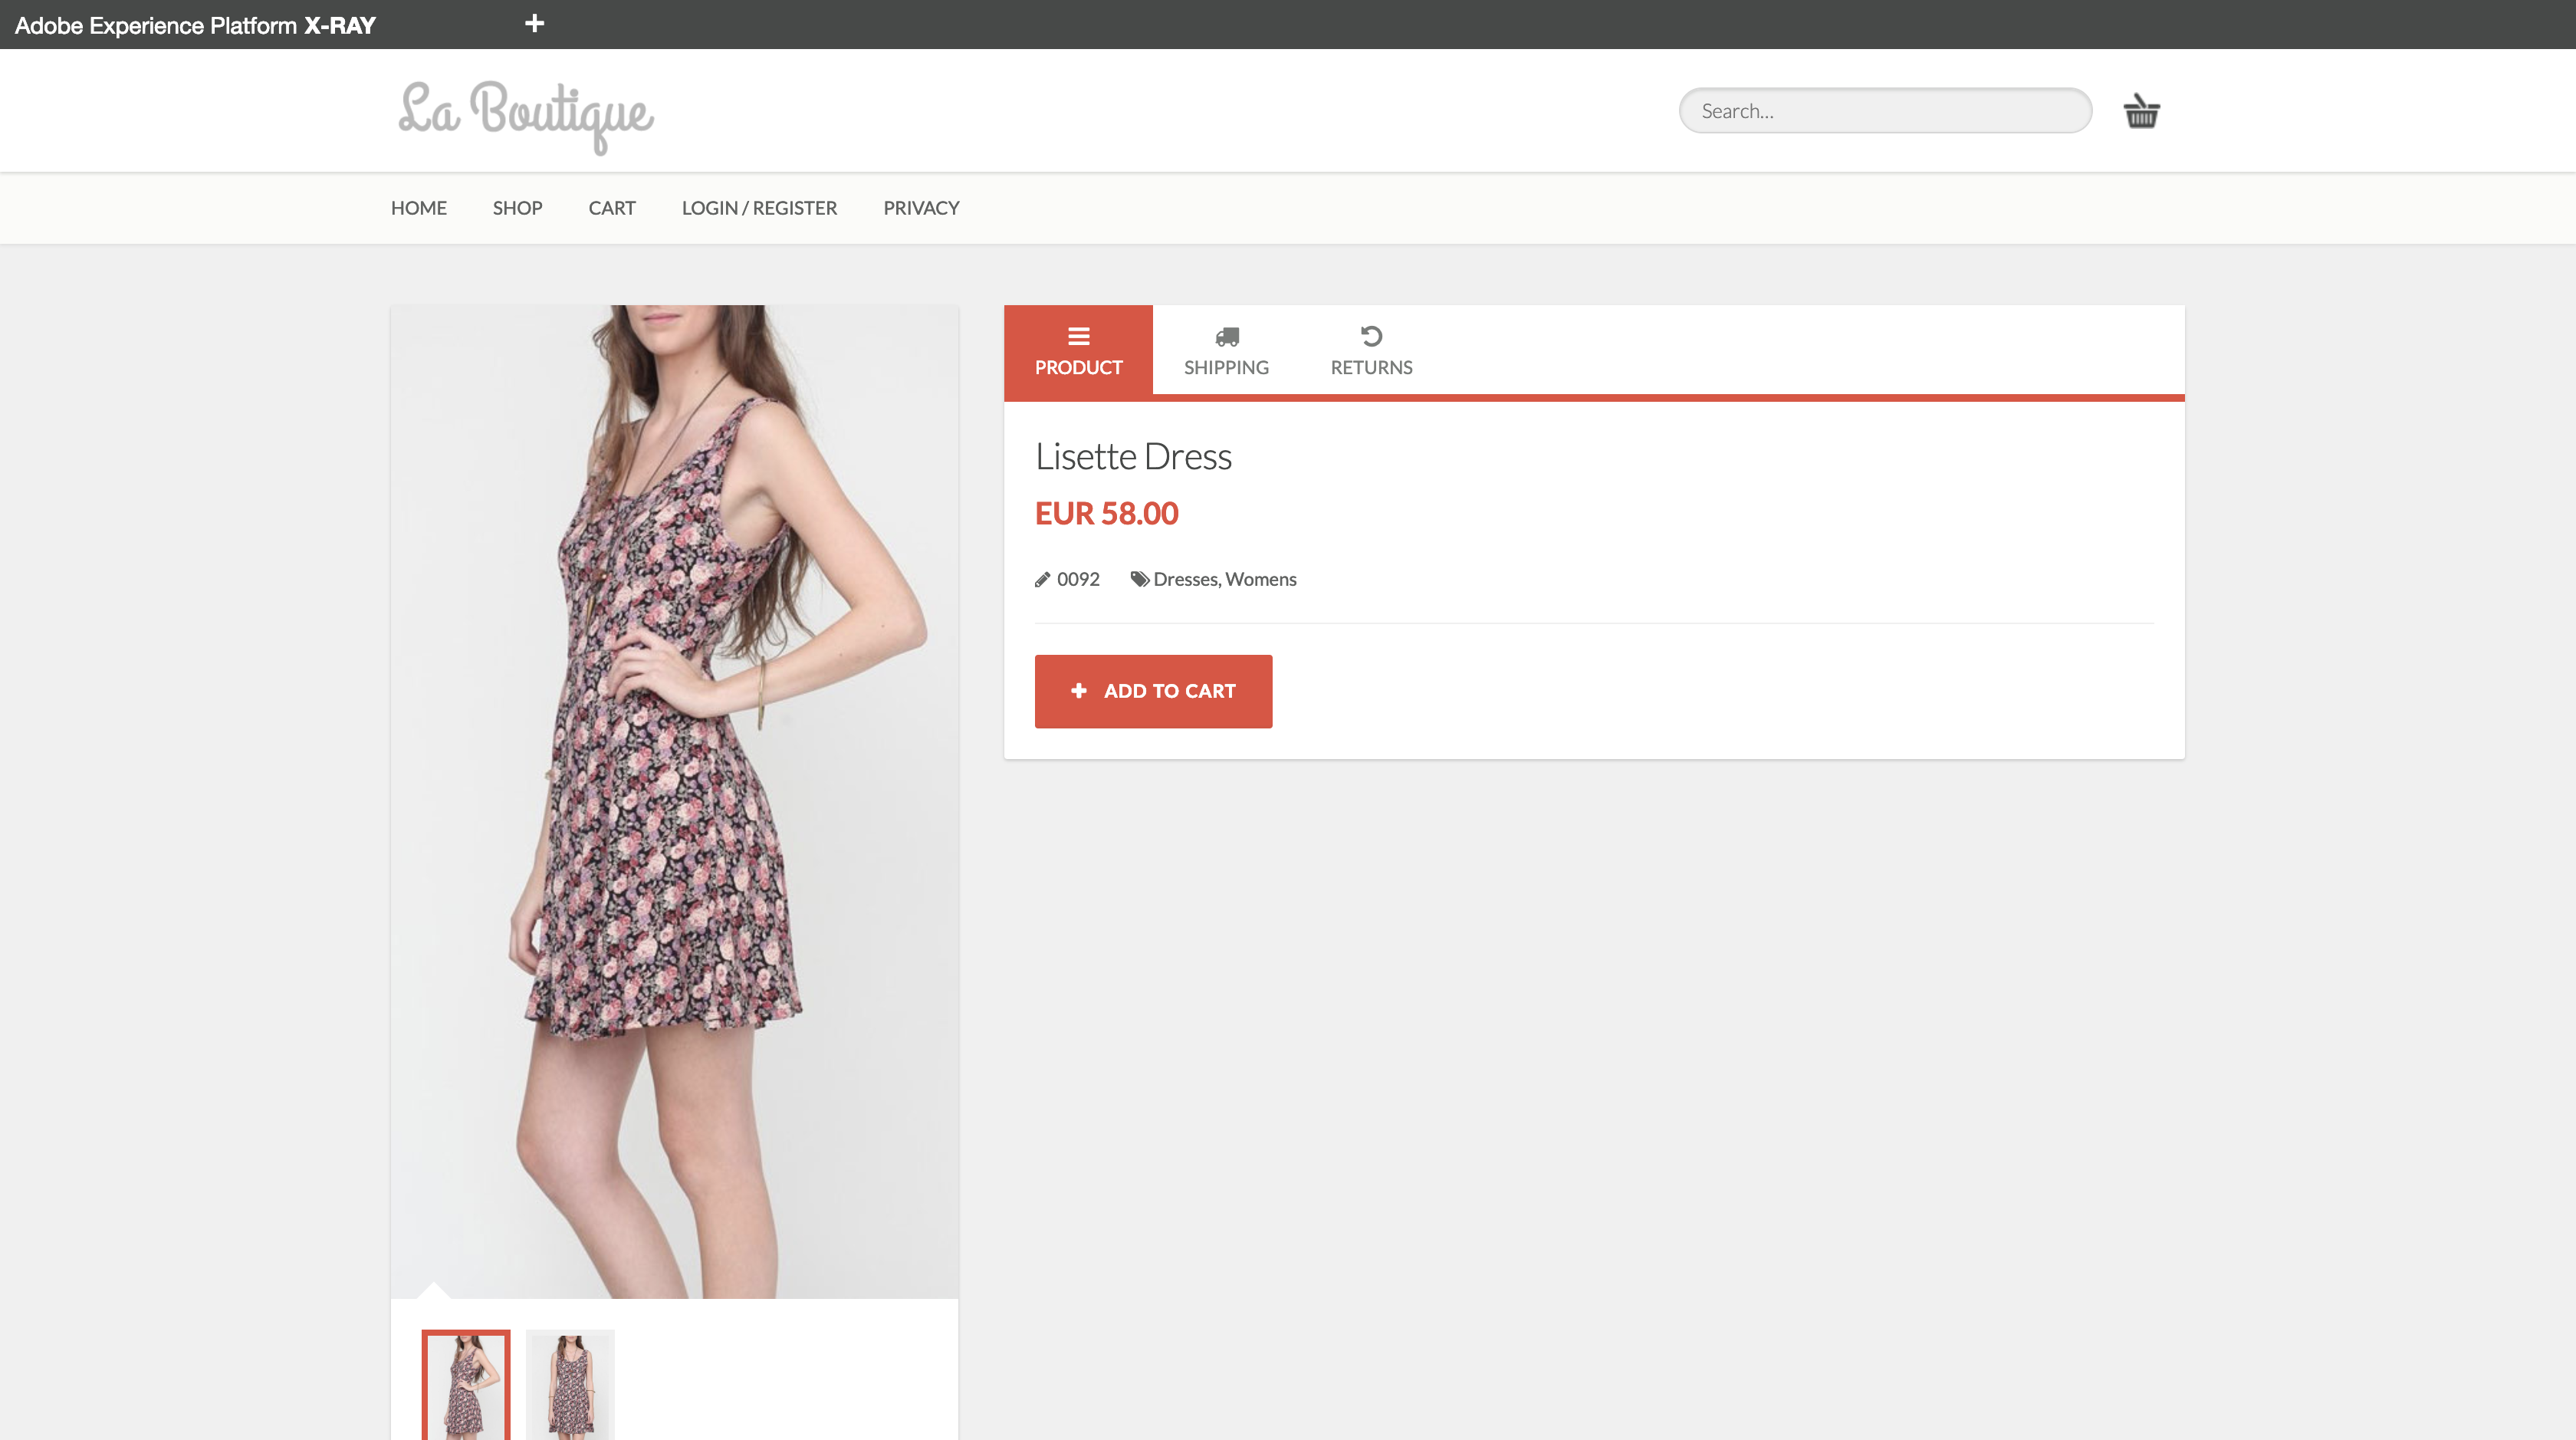 Adobe Experience Platform X-RAY
La Boutique
Search...
HOME SHOP CART LOGIN / REGISTER PRIVACY
PRODUCT SHIPPING RETURNS
Lisette Dress
EUR 58.00
0092 Dresses, Womens
ADD TO CART